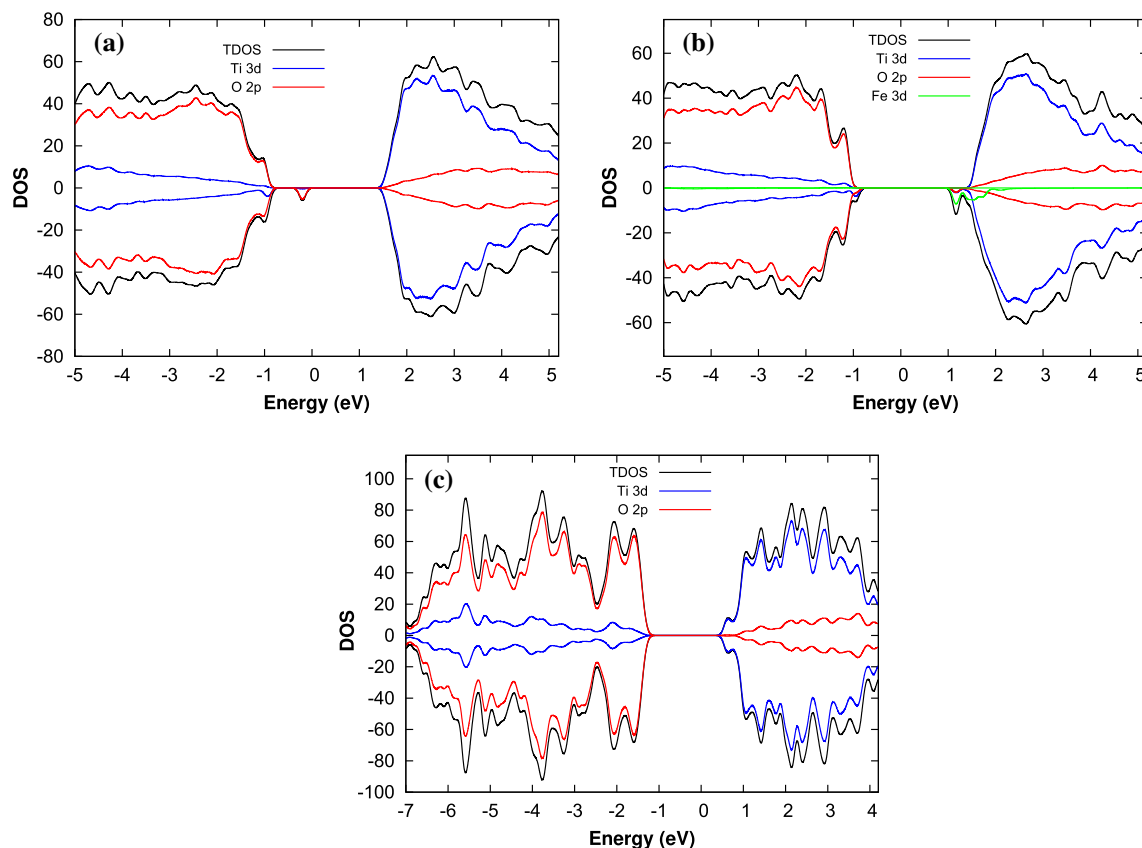 (a)
TDOS
Ti 3d
O 2p
80
60
40
20
0
-20
-40
-60
-80
DOS
-5 -4 -3 -2 -1 0 1 2 3 4 5
Energy (eV)
(b)
TDOS
Ti 3d
O 2p
Fe 3d
60
40
20
0
-20
-40
-60
DOS
-5 -4 -3 -2 -1 0 1 2 3 4 5
Energy (eV)
(c)
TDOS
Ti 3d
O 2p
100
80
60
40
20
0
-20
-40
-60
-80
-100
DOS
-7 -6 -5 -4 -3 -2 -1 0 1 2 3 4
Energy (eV)